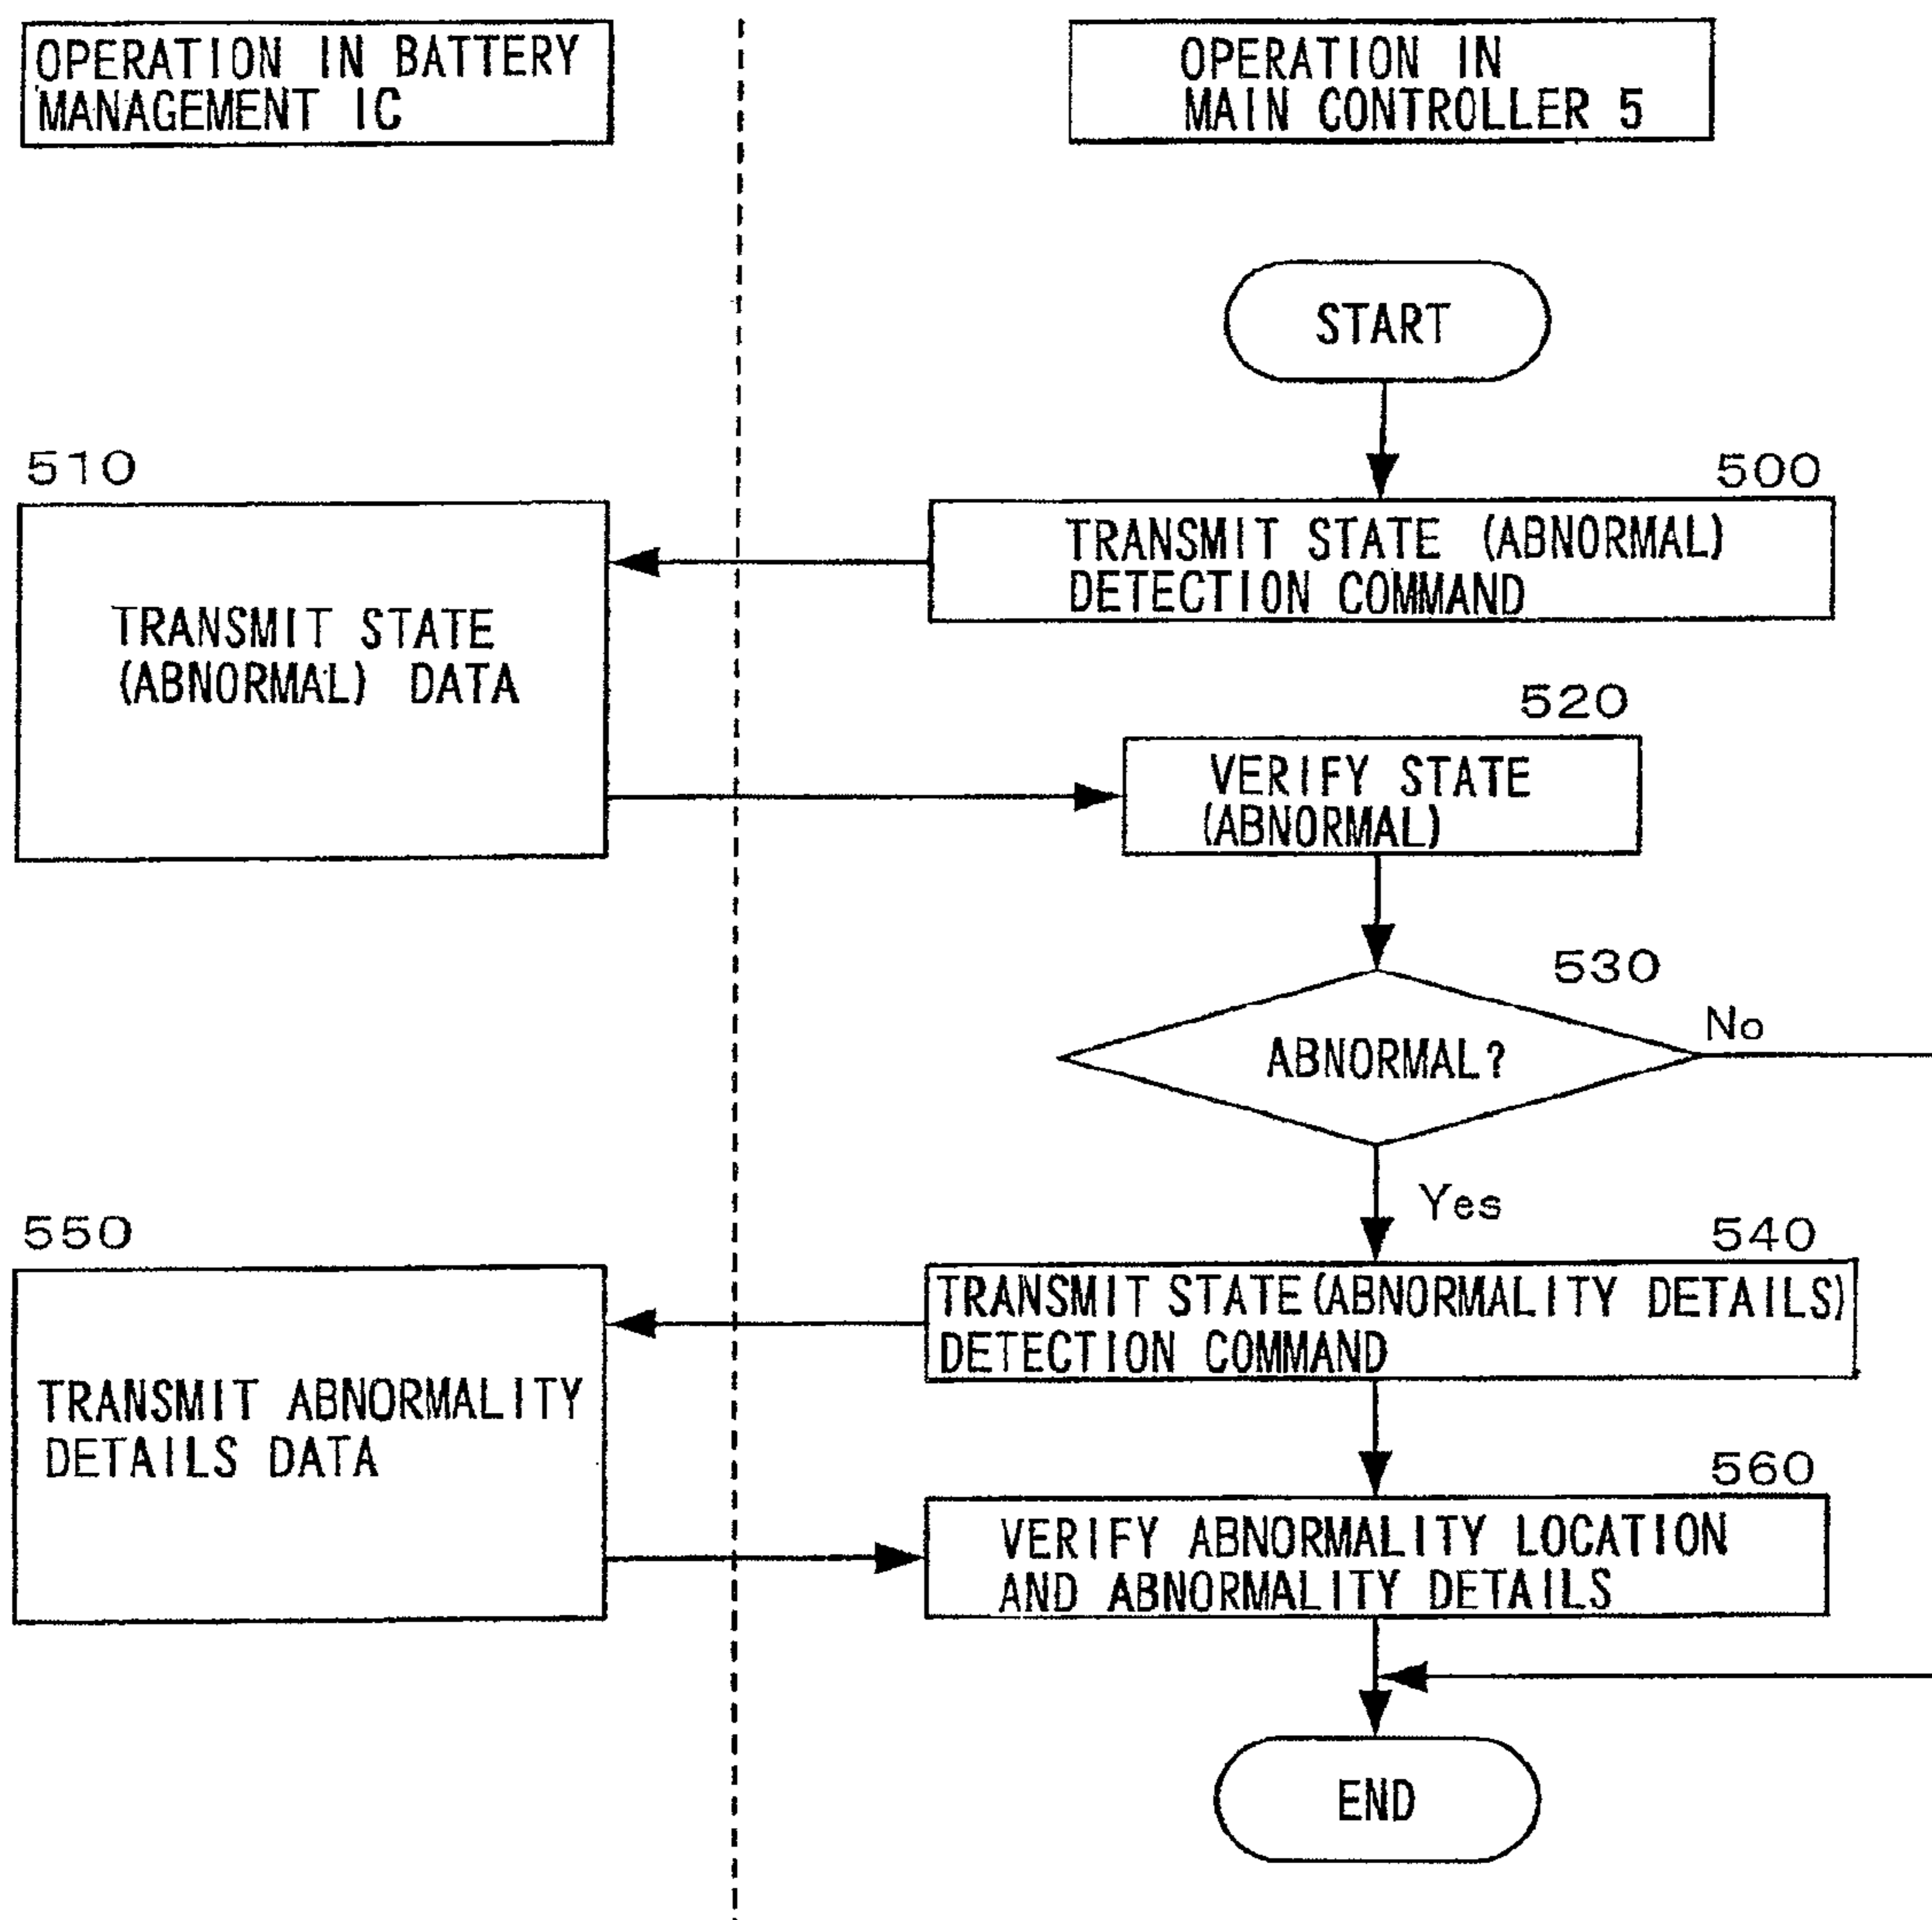 OPERATION IN BATTERY
MANAGEMENT IC
OPERATION IN
MAIN CONTROLLER 5
START
510
500
TRANSMIT STATE (ABNORMAL)
DETECTION COMMAND
TRANSMIT STATE
(ABNORMAL) DATA
520
VERIFY STATE
(ABNORMAL)
530
ABNORMAL?
No
Yes
550
540
TRANSMIT STATE (ABNORMALITY DETAILS)
DETECTION COMMAND
TRANSMIT ABNORMALITY
DETAILS DATA
560
VERIFY ABNORMALITY LOCATION
AND ABNORMALITY DETAILS
END